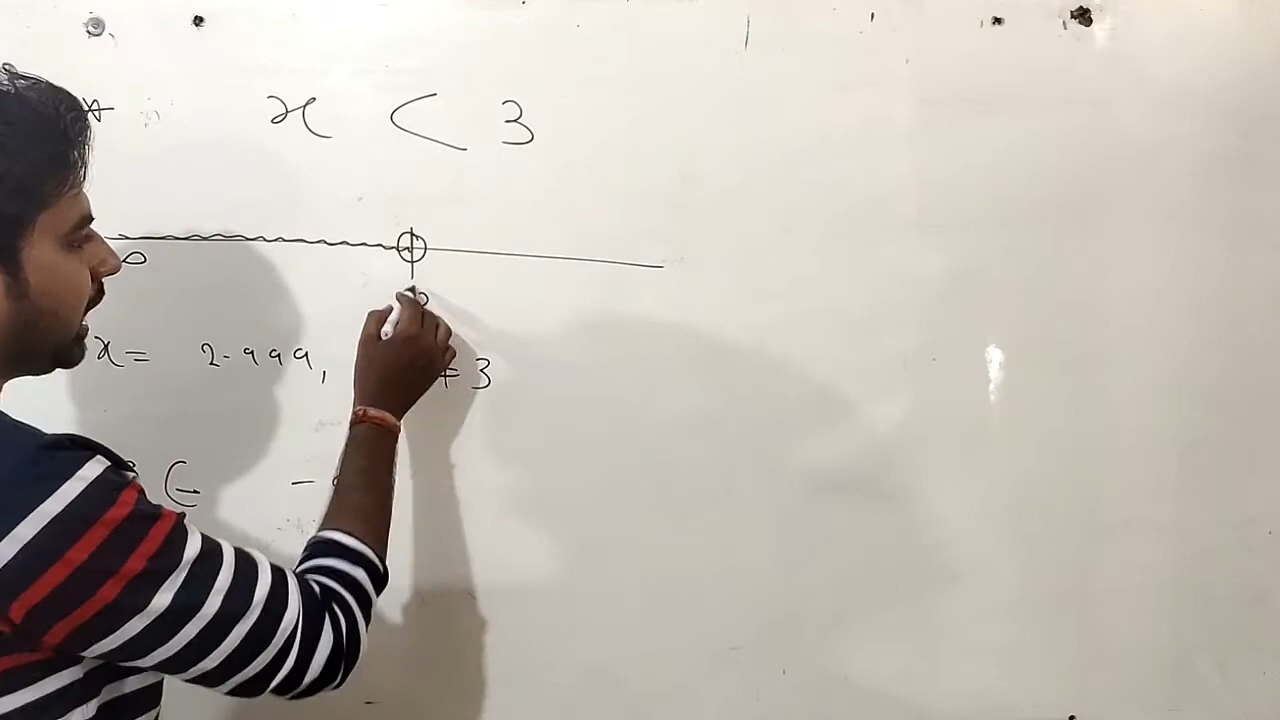 * x < 3
x = 2.999, ≠ 3
∈ -